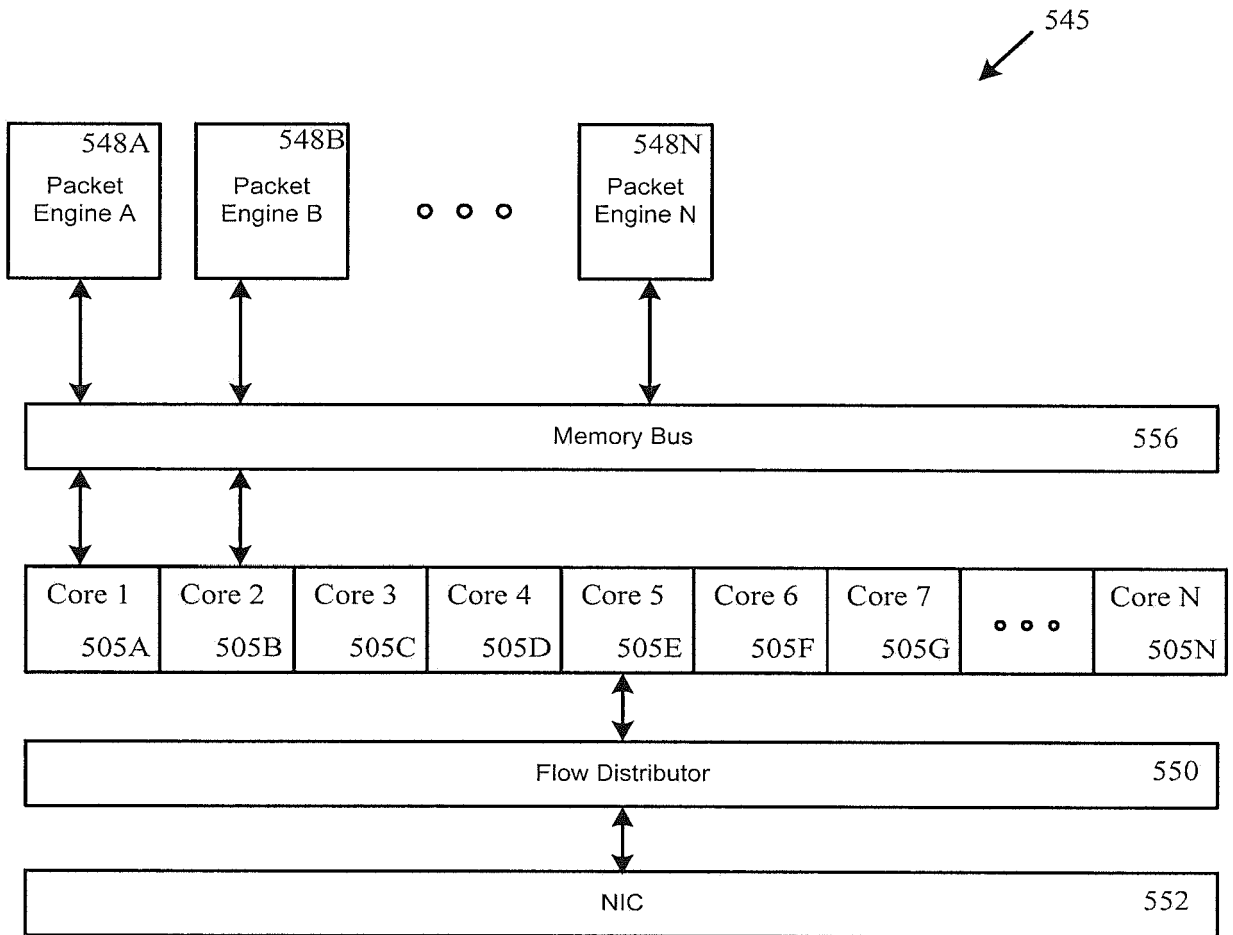 545
548A
Packet
Engine A
548B
Packet
Engine B
548N
Packet
Engine N
Memory Bus 556
Core 1
505A
Core 2
505B
Core 3
505C
Core 4
505D
Core 5
505E
Core 6
505F
Core 7
505G
Core N
505N
Flow Distributor 550
NIC 552